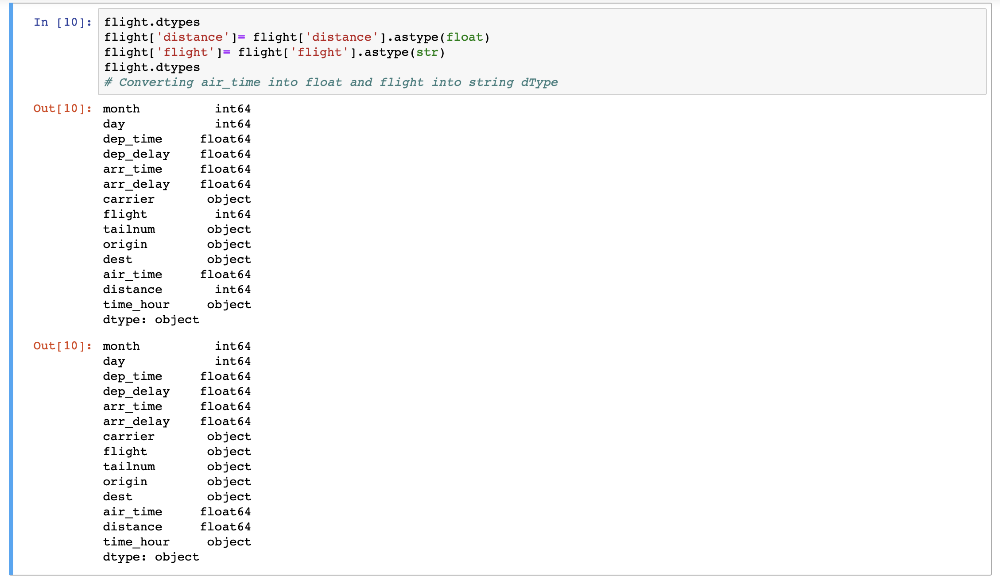 In [10]: flight.dtypes
flight['distance']= flight['distance'].astype(float)
flight['flight']= flight['flight'].astype(str)
flight.dtypes
# Converting air_time into float and flight into string dType
Out[10]: month int64
day int64
dep_time float64
dep_delay float64
arr_time float64
arr_delay float64
carrier object
flight int64
tailnum object
origin object
dest object
air_time float64
distance int64
time_hour object
dtype: object
Out[10]: month int64
day int64
dep_time float64
dep_delay float64
arr_time float64
arr_delay float64
carrier object
flight object
tailnum object
origin object
dest object
air_time float64
distance float64
time_hour object
dtype: object